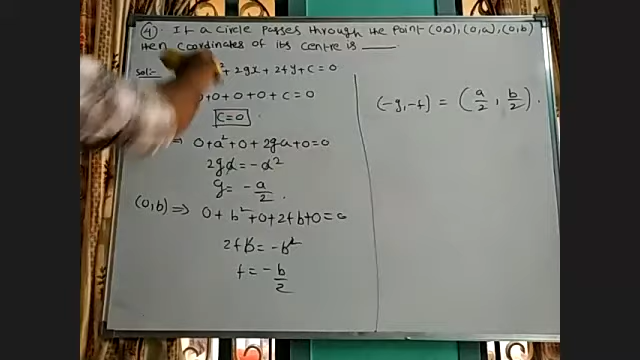 ④. If a Circle Passes through the Point (0,0), (0,a), (0,b)
then Coordinates of its Centre is ____
Sol:- ² + 2gx + 2fy + c = 0
0 + 0 + 0 + c = 0
C=0
⇒ 0 + a² + 0 + 2ga + 0 = 0
2ga = -a²
g = -a/2.
(0,b) ⇒ 0 + b² + 0 + 2fb + 0 = 0
2fb = -b²
f = -b/2
(-g, -f) = (a/2, b/2).